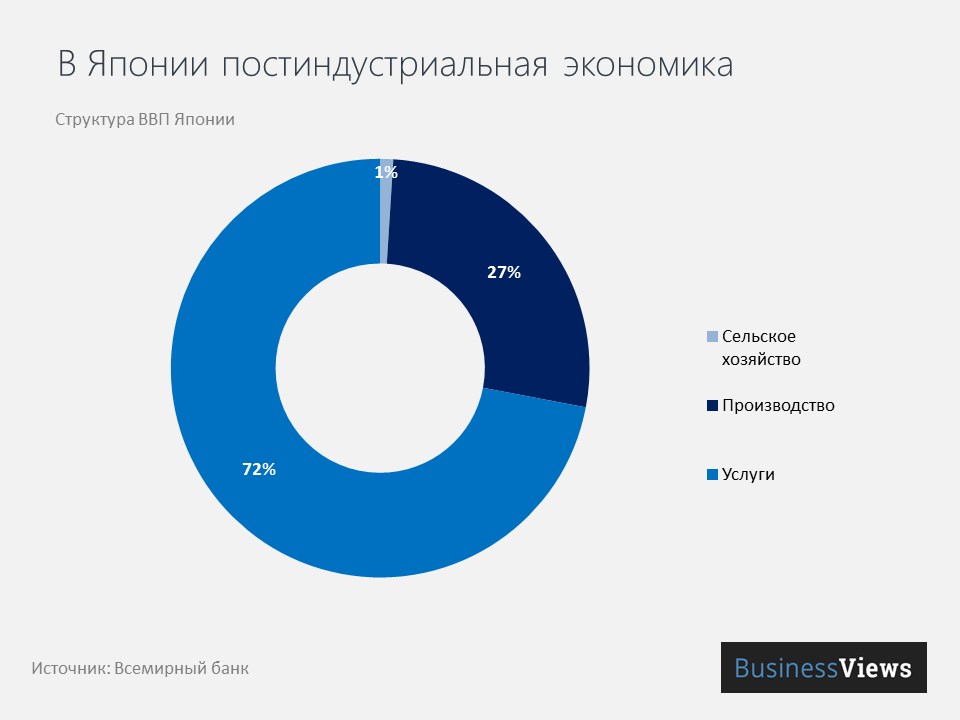 В Японии постиндустриальная экономика
Структура ВВП Японии
1%
27%
72%
Сельское
хозяйство
Производство
Услуги
Источник: Всемирный банк
BusinessViews